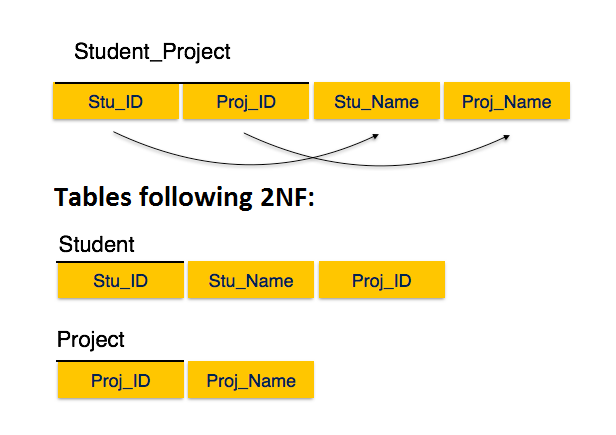 Student_Project
Stu_ID Proj_ID Stu_Name Proj_Name
Tables following 2NF:
Student
Stu_ID Stu_Name Proj_ID
Project
Proj_ID Proj_Name